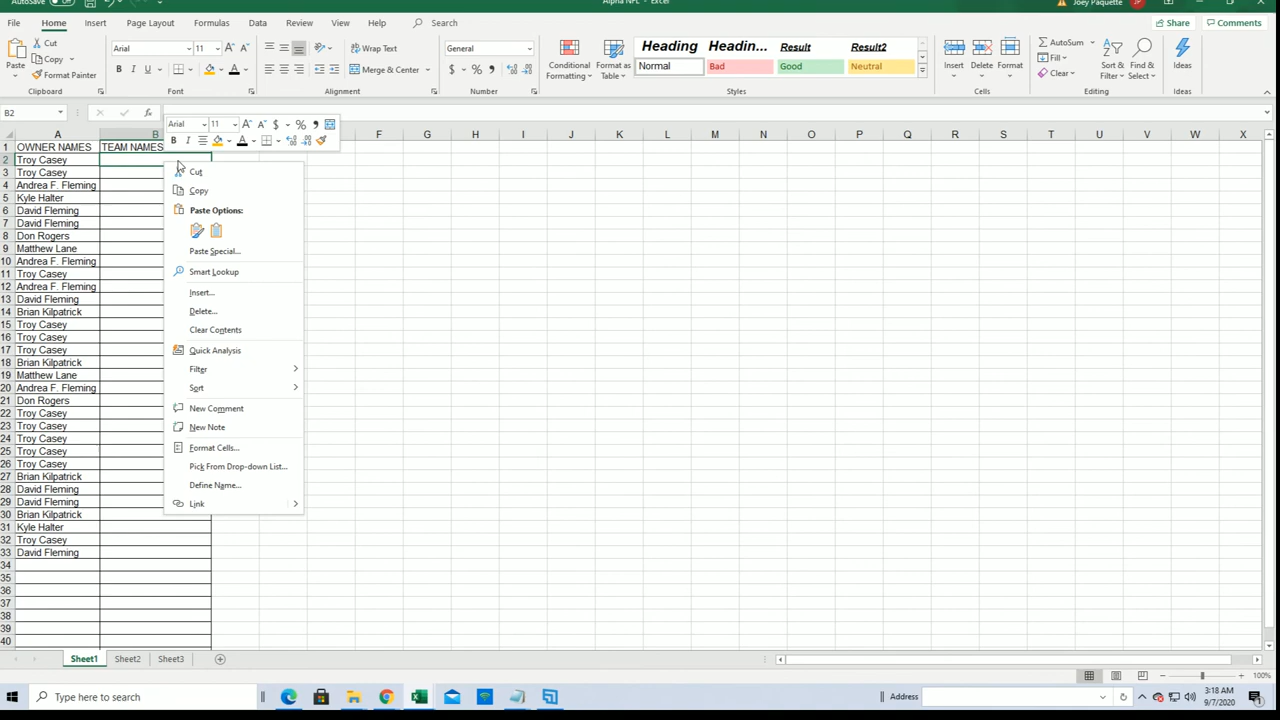 AutoSave Off Alpha NFL - Excel Joey Paquette JP
File Home Insert Page Layout Formulas Data Review View Help Search Share Comments
Paste Cut Copy Format Painter
Arial 11 A A
B I U A
Wrap Text
Merge & Center
General
$ % ,
Conditional Formatting Format as Table
Heading Headin... Result Result2
Normal Bad Good Neutral
Insert Delete Format
AutoSum Fill Clear
Sort & Filter Find & Select
Ideas
Clipboard Font Alignment Number Styles Cells Editing Ideas
B2 fx
Arial 11 A A $ % ,
B I A
A B F G H I J K L M N O P Q R S T U V W X
1 OWNER NAMES TEAM NAMES
2 Troy Casey
3 Troy Casey
4 Andrea F. Fleming
5 Kyle Halter
6 David Fleming
7 David Fleming
8 Don Rogers
9 Matthew Lane
10 Andrea F. Fleming
11 Troy Casey
12 Andrea F. Fleming
13 David Fleming
14 Brian Kilpatrick
15 Troy Casey
16 Troy Casey
17 Troy Casey
18 Brian Kilpatrick
19 Matthew Lane
20 Andrea F. Fleming
21 Don Rogers
22 Troy Casey
23 Troy Casey
24 Troy Casey
25 Troy Casey
26 Troy Casey
27 Brian Kilpatrick
28 David Fleming
29 David Fleming
30 Brian Kilpatrick
31 Kyle Halter
32 Troy Casey
33 David Fleming
34
35
36
37
38
39
40
Cut
Copy
Paste Options:
Paste Special...
Smart Lookup
Insert...
Delete...
Clear Contents
Quick Analysis
Filter
Sort
New Comment
New Note
Format Cells...
Pick From Drop-down List...
Define Name...
Link
Sheet1 Sheet2 Sheet3
100%
Type here to search
Address
3:18 AM
9/7/2020